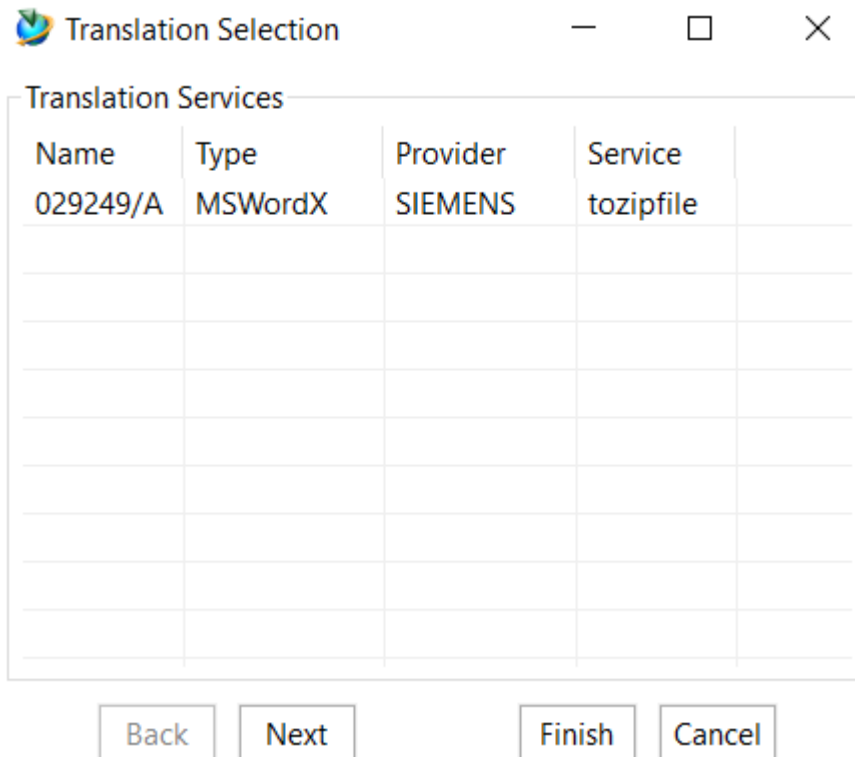 Translation Selection
Translation Services
Name Type Provider Service
029249/A MSWordX SIEMENS tozipfile
Back Next Finish Cancel